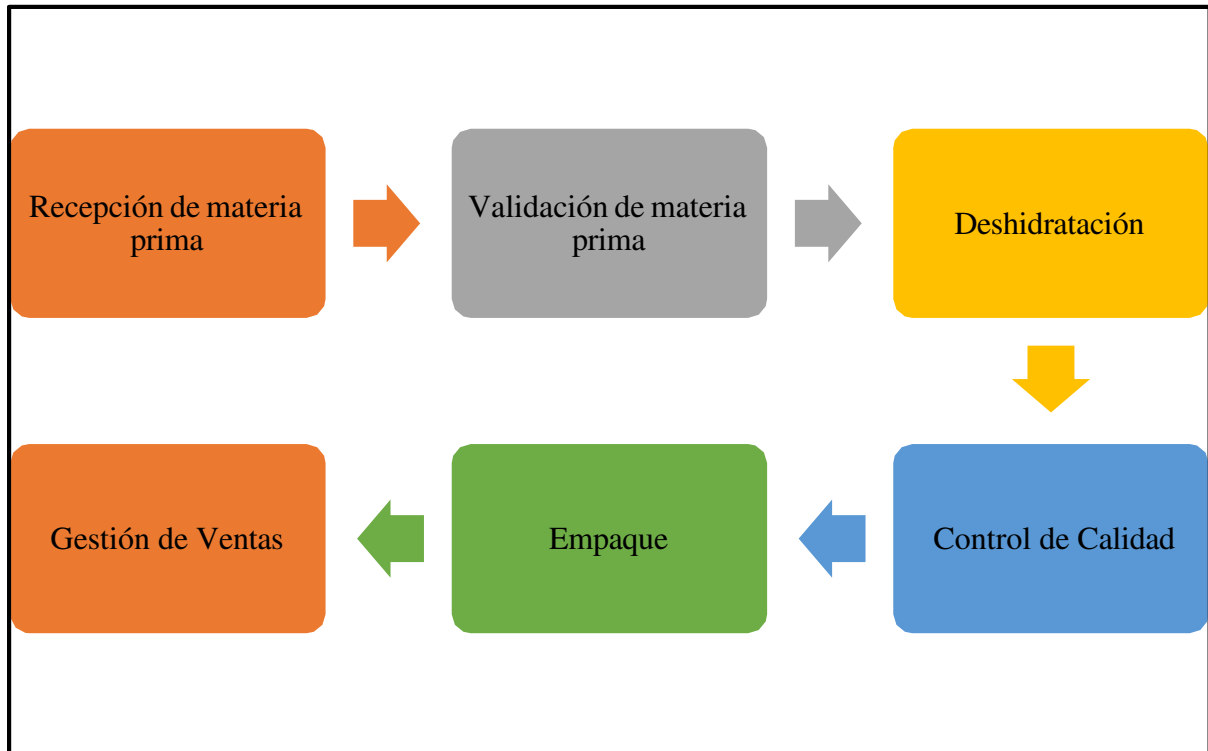 Recepción de materia
prima
Validación de materia
prima
Deshidratación
Control de Calidad
Empaque
Gestión de Ventas